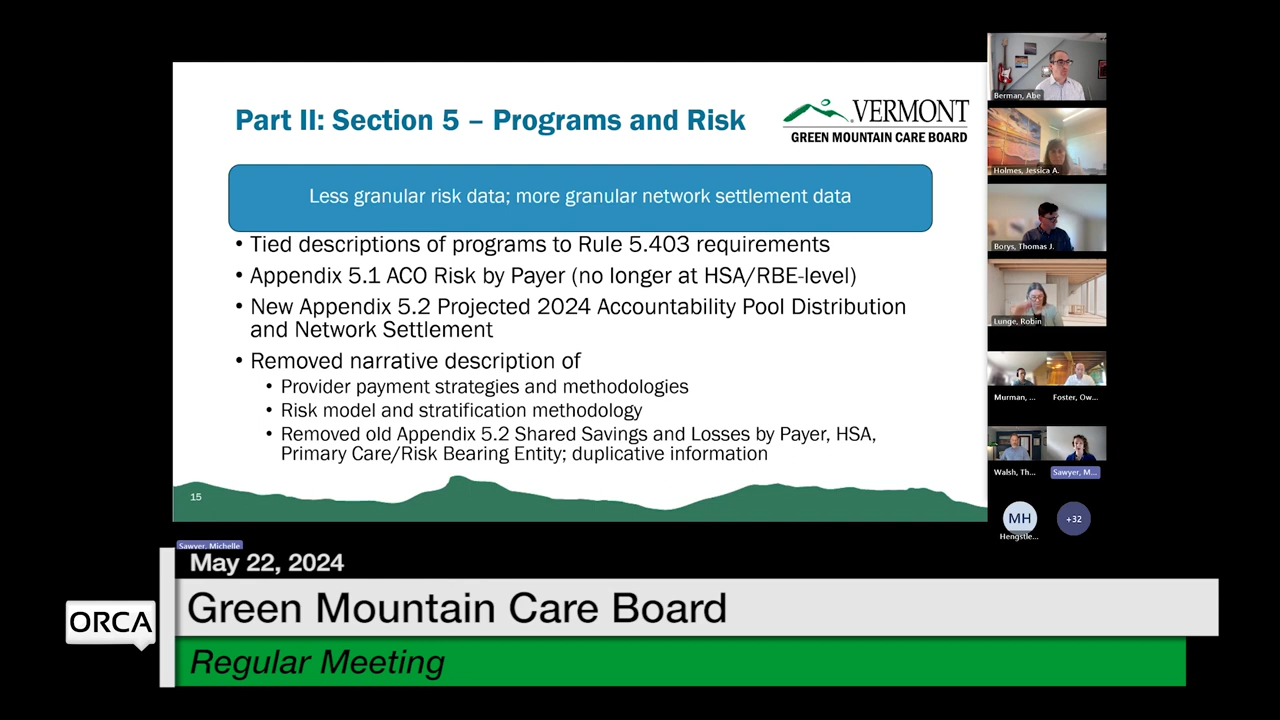 Part II: Section 5 – Programs and Risk
VERMONT
GREEN MOUNTAIN CARE BOARD
Less granular risk data; more granular network settlement data
• Tied descriptions of programs to Rule 5.403 requirements
• Appendix 5.1 ACO Risk by Payer (no longer at HSA/RBE-level)
• New Appendix 5.2 Projected 2024 Accountability Pool Distribution
and Network Settlement
• Removed narrative description of
• Provider payment strategies and methodologies
• Risk model and stratification methodology
• Removed old Appendix 5.2 Shared Savings and Losses by Payer, HSA,
Primary Care/Risk Bearing Entity; duplicative information
15
Berman, Abe
Holmes, Jessica A.
Borys, Thomas J.
Lunge, Robin
Murman, ...
Foster, Ow...
Walsh, Th...
Sawyer, M...
MH
+32
Hengstle...
Sawyer, Michelle
May 22, 2024
Green Mountain Care Board
ORCA
Regular Meeting